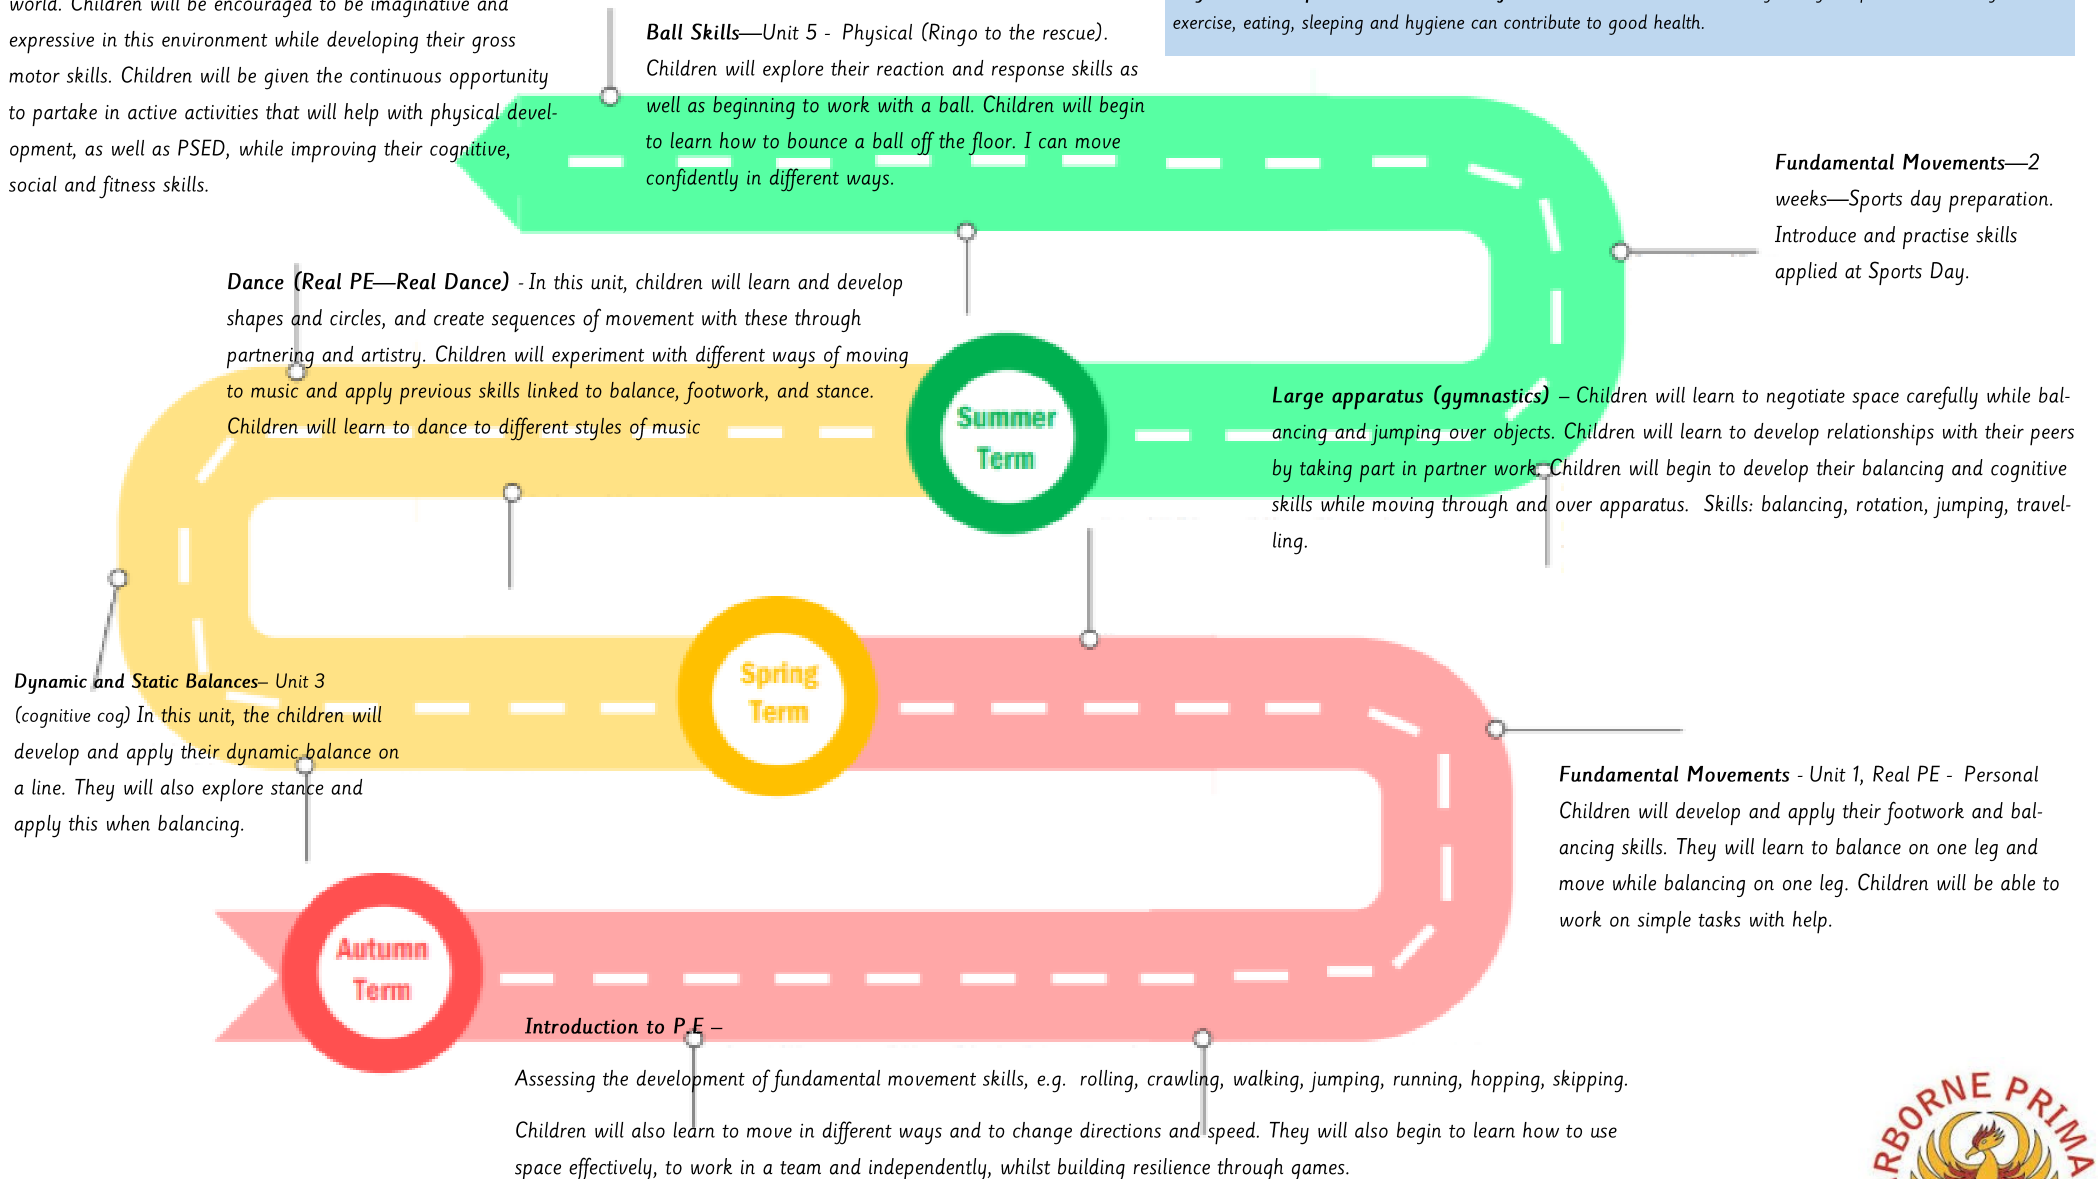 world. Children will be encouraged to be imaginative and
expressive in this environment while developing their gross
motor skills. Children will be given the continuous opportunity
to partake in active activities that will help with physical devel-
opment, as well as PSED, while improving their cognitive,
social and fitness skills.
Ball Skills—Unit 5 - Physical (Ringo to the rescue).
Children will explore their reaction and response skills as
well as beginning to work with a ball. Children will begin
to learn how to bounce a ball off the floor. I can move
confidently in different ways.
exercise, eating, sleeping and hygiene can contribute to good health.
Fundamental Movements—2
weeks—Sports day preparation.
Introduce and practise skills
applied at Sports Day.
Dance (Real PE—Real Dance) - In this unit, children will learn and develop
shapes and circles, and create sequences of movement with these through
partnering and artistry. Children will experiment with different ways of moving
to music and apply previous skills linked to balance, footwork, and stance.
Children will learn to dance to different styles of music
Summer
Term
Large apparatus (gymnastics) – Children will learn to negotiate space carefully while bal-
ancing and jumping over objects. Children will learn to develop relationships with their peers
by taking part in partner work. Children will begin to develop their balancing and cognitive
skills while moving through and over apparatus. Skills: balancing, rotation, jumping, travel-
ling.
Spring
Term
Dynamic and Static Balances– Unit 3
(cognitive cog) In this unit, the children will
develop and apply their dynamic balance on
a line. They will also explore stance and
apply this when balancing.
Fundamental Movements - Unit 1, Real PE - Personal
Children will develop and apply their footwork and bal-
ancing skills. They will learn to balance on one leg and
move while balancing on one leg. Children will be able to
work on simple tasks with help.
Autumn
Term
Introduction to P.E –
Assessing the development of fundamental movement skills, e.g. rolling, crawling, walking, jumping, running, hopping, skipping.
Children will also learn to move in different ways and to change directions and speed. They will also begin to learn how to use
space effectively, to work in a team and independently, whilst building resilience through games.
RBORNE PRIMA